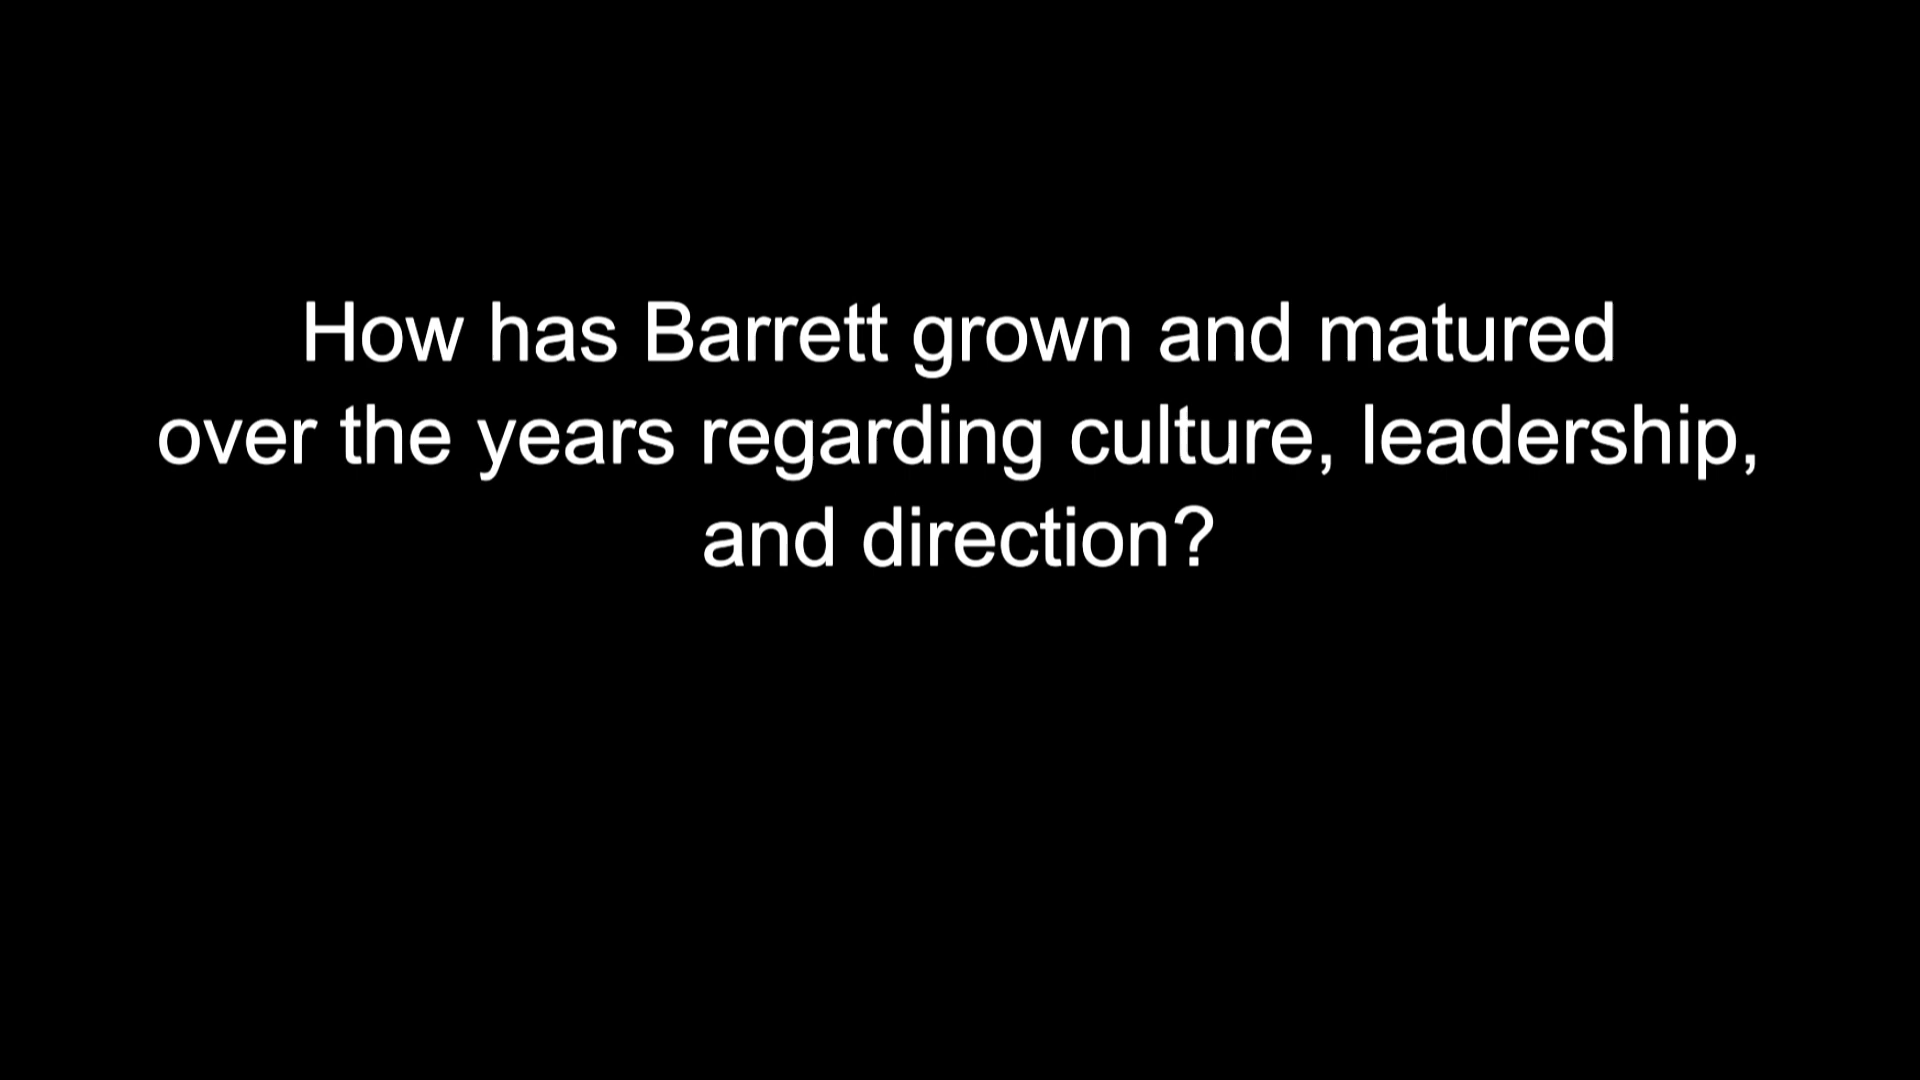 How has Barrett grown and matured
over the years regarding culture, leadership,
and direction?